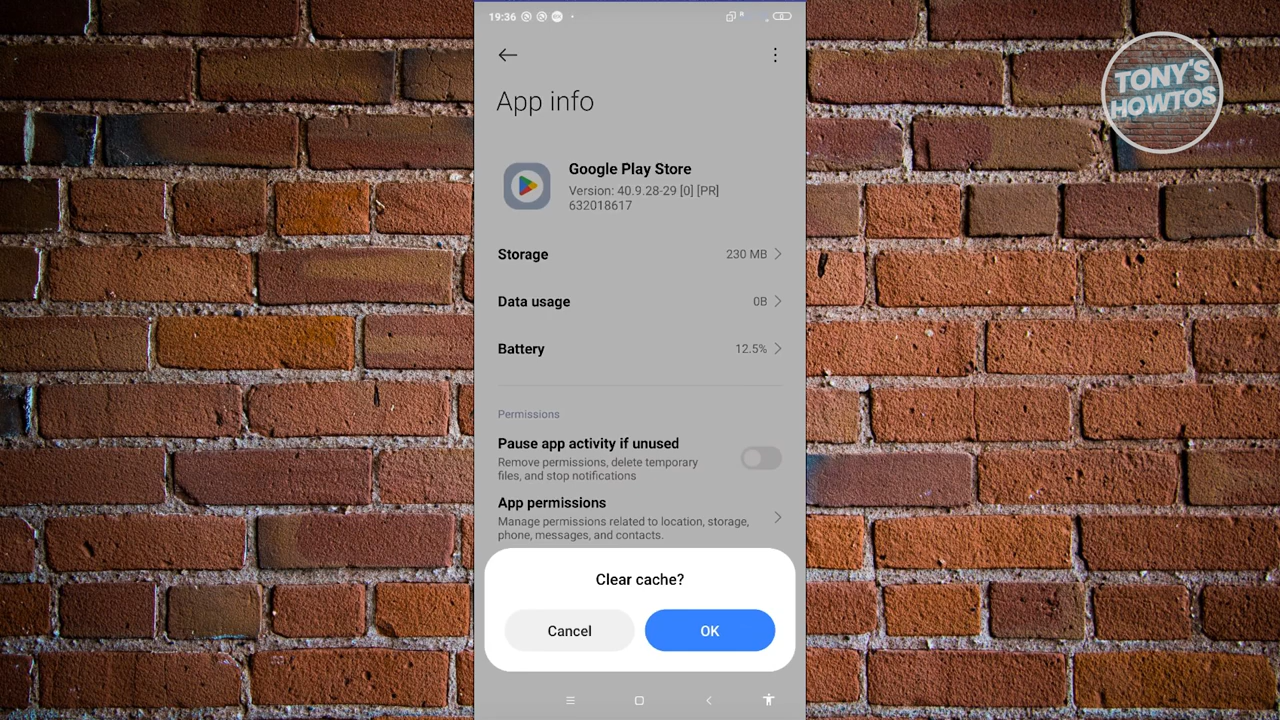 19:36
App info
Google Play Store
Version: 40.9.28-29 [0] [PR]
632018617
Storage 230 MB
Data usage 0B
Battery 12.5%
Permissions
Pause app activity if unused
Remove permissions, delete temporary
files, and stop notifications
App permissions
Manage permissions related to location, storage,
phone, messages, and contacts.
Clear cache?
Cancel OK
TONY'S
HOWTOS